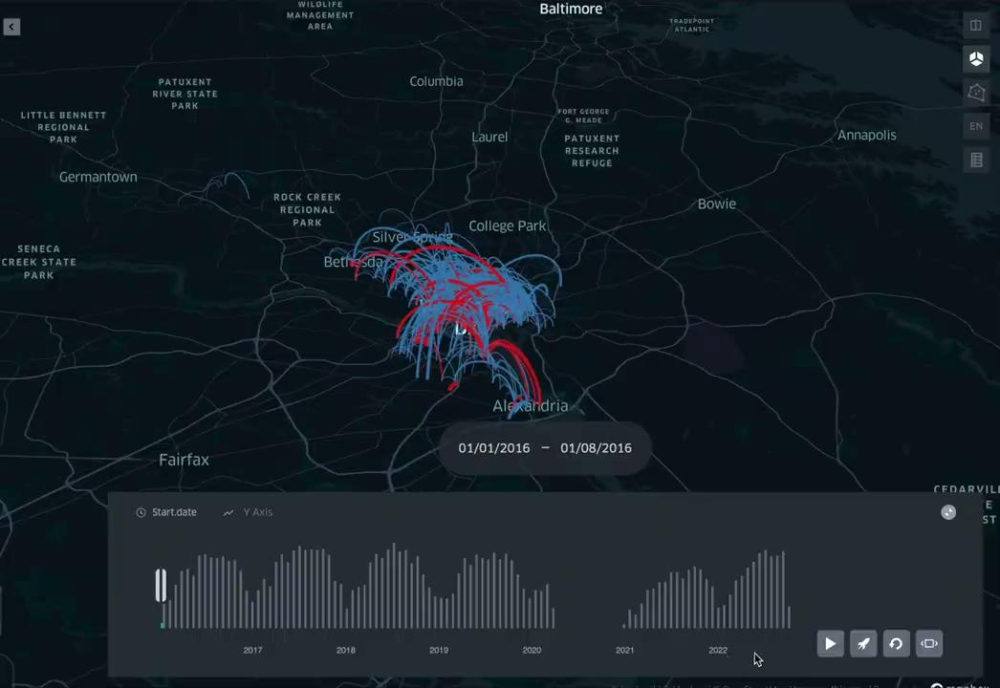 WILDLIFE
MANAGEMENT
AREA
Baltimore
TRADEPOINT
ATLANTIC
Columbia
PATUXENT
RIVER STATE
PARK
LITTLE BENNETT
REGIONAL
PARK
FORT GEORGE
G. MEADE
EN
Laurel
Annapolis
PATUXENT
RESEARCH
REFUGE
Germantown
ROCK CREEK
REGIONAL
PARK
Bowie
College Park
Silver Spring
SENECA
CREEK STATE
PARK
Bethesda
Alexandria
01/01/2016 – 01/08/2016
Fairfax
CEDARVIL
E
ST
Start.date
Y Axis
2017 2018 2019 2020 2021 2022
mapbox